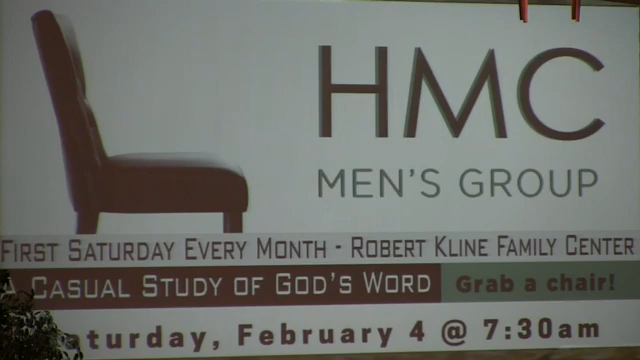 HMC
MEN'S GROUP
FIRST SATURDAY EVERY MONTH - ROBERT KLINE FAMILY CENTER
A CASUAL STUDY OF GOD'S WORD Grab a chair!
aturday, February 4 @ 7:30am